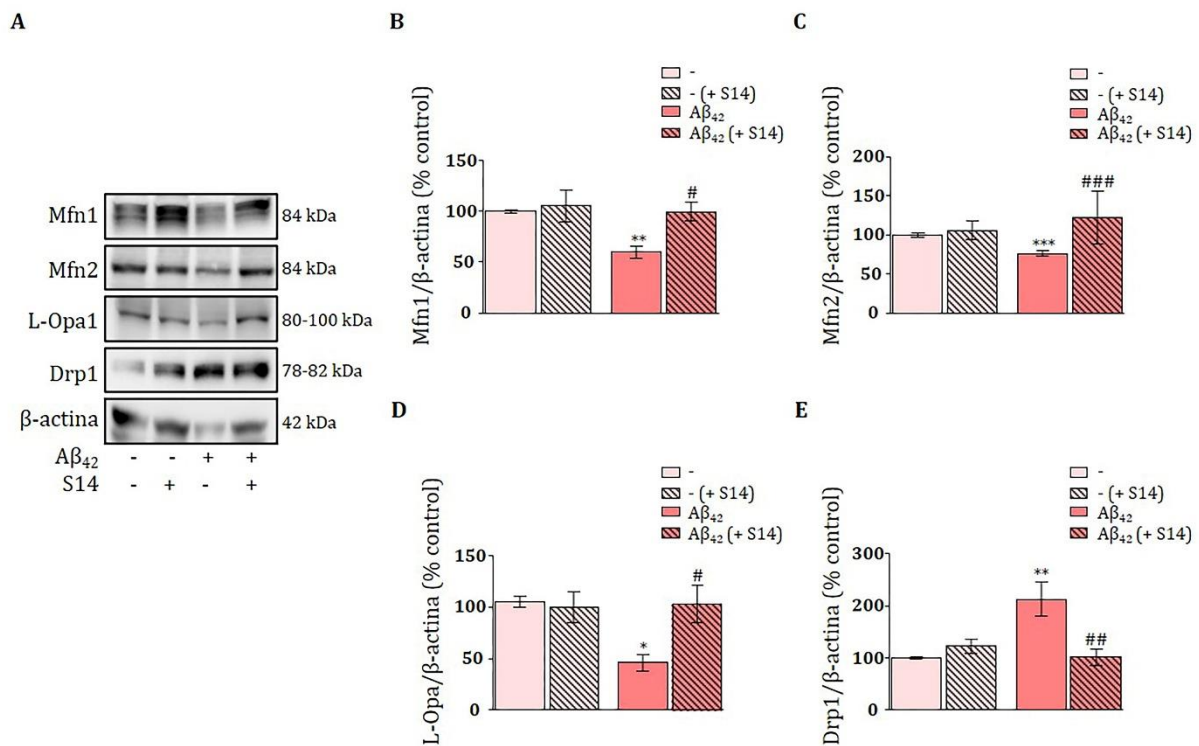 A
Mfn1 84 kDa
Mfn2 84 kDa
L-Opa1 80-100 kDa
Drp1 78-82 kDa
β-actina 42 kDa
Aβ₄₂ - - + +
S14 - + - +
B
-
- (+ S14)
Aβ₄₂
Aβ₄₂ (+ S14)
Mfn1/β-actina (% control)
150
100
50
0
**
#
C
-
- (+ S14)
Aβ₄₂
Aβ₄₂ (+ S14)
Mfn2/β-actina (% control)
200
150
100
50
0
***
###
D
-
- (+ S14)
Aβ₄₂
Aβ₄₂ (+ S14)
L-Opa/β-actina (% control)
150
100
50
0
*
#
E
-
- (+ S14)
Aβ₄₂
Aβ₄₂ (+ S14)
Drp1/β-actina (% control)
300
200
100
0
**
##